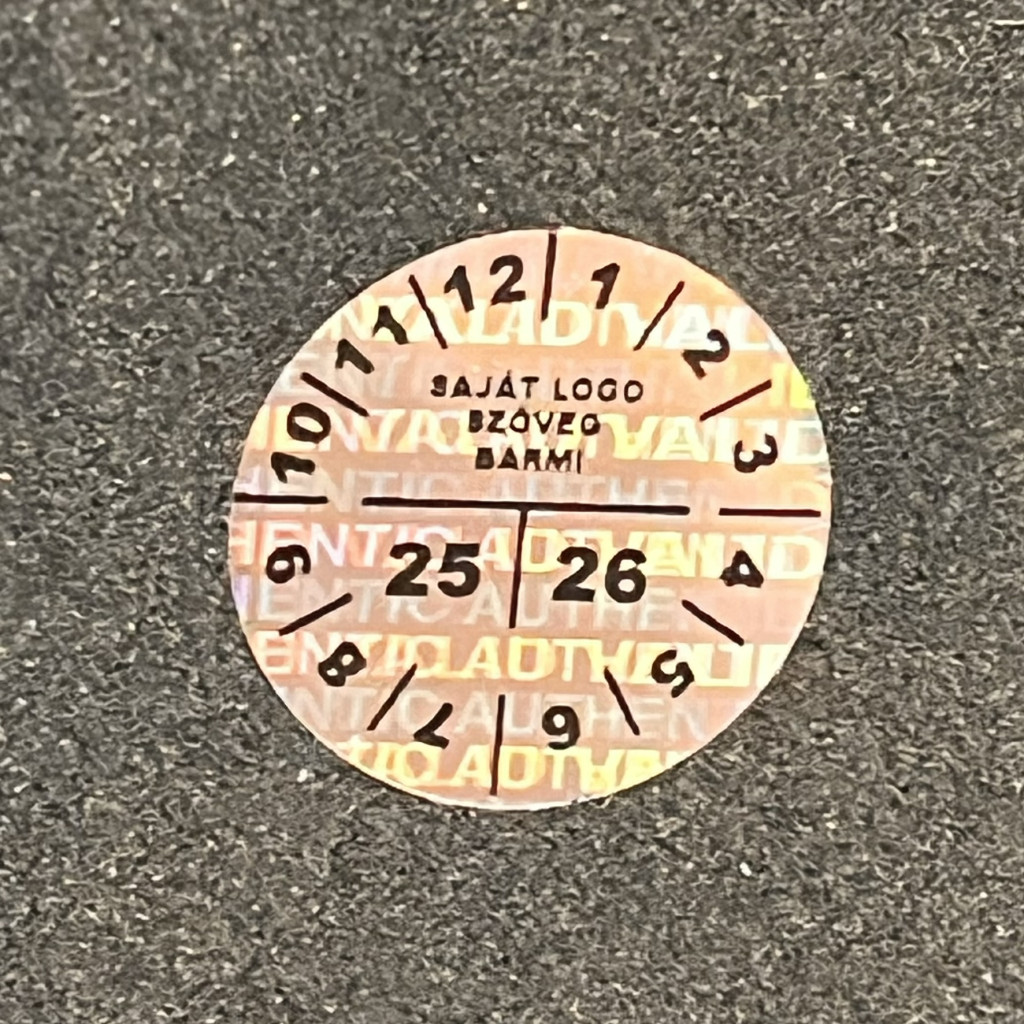 12 1 2 3 4 5 6 7 8 9 10 11
SAJÁT LOGO
SZÖVEG
BÁRMI
25 26
AUTHENTIC
VALID